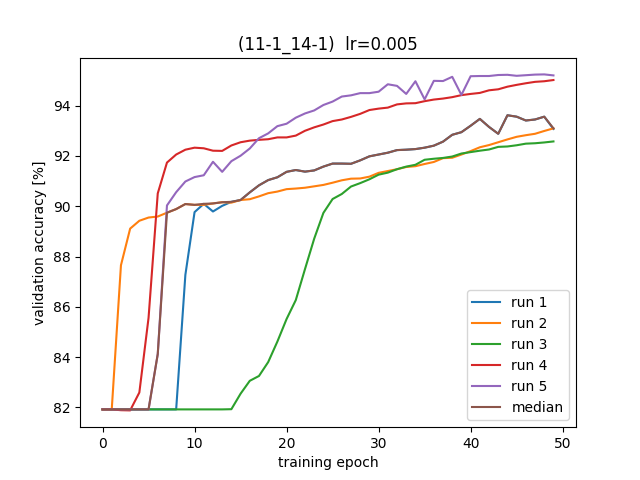 (11-1_14-1)  lr=0.005
validation accuracy [%]
94
92
90
88
86
84
82
0 10 20 30 40 50
training epoch
run 1
run 2
run 3
run 4
run 5
median